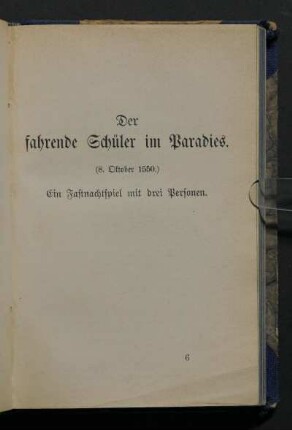 Der
fahrende Schüler im Paradies.
(8. Oktober 1550.)
Ein Fastnachtspiel mit drei Personen.
6